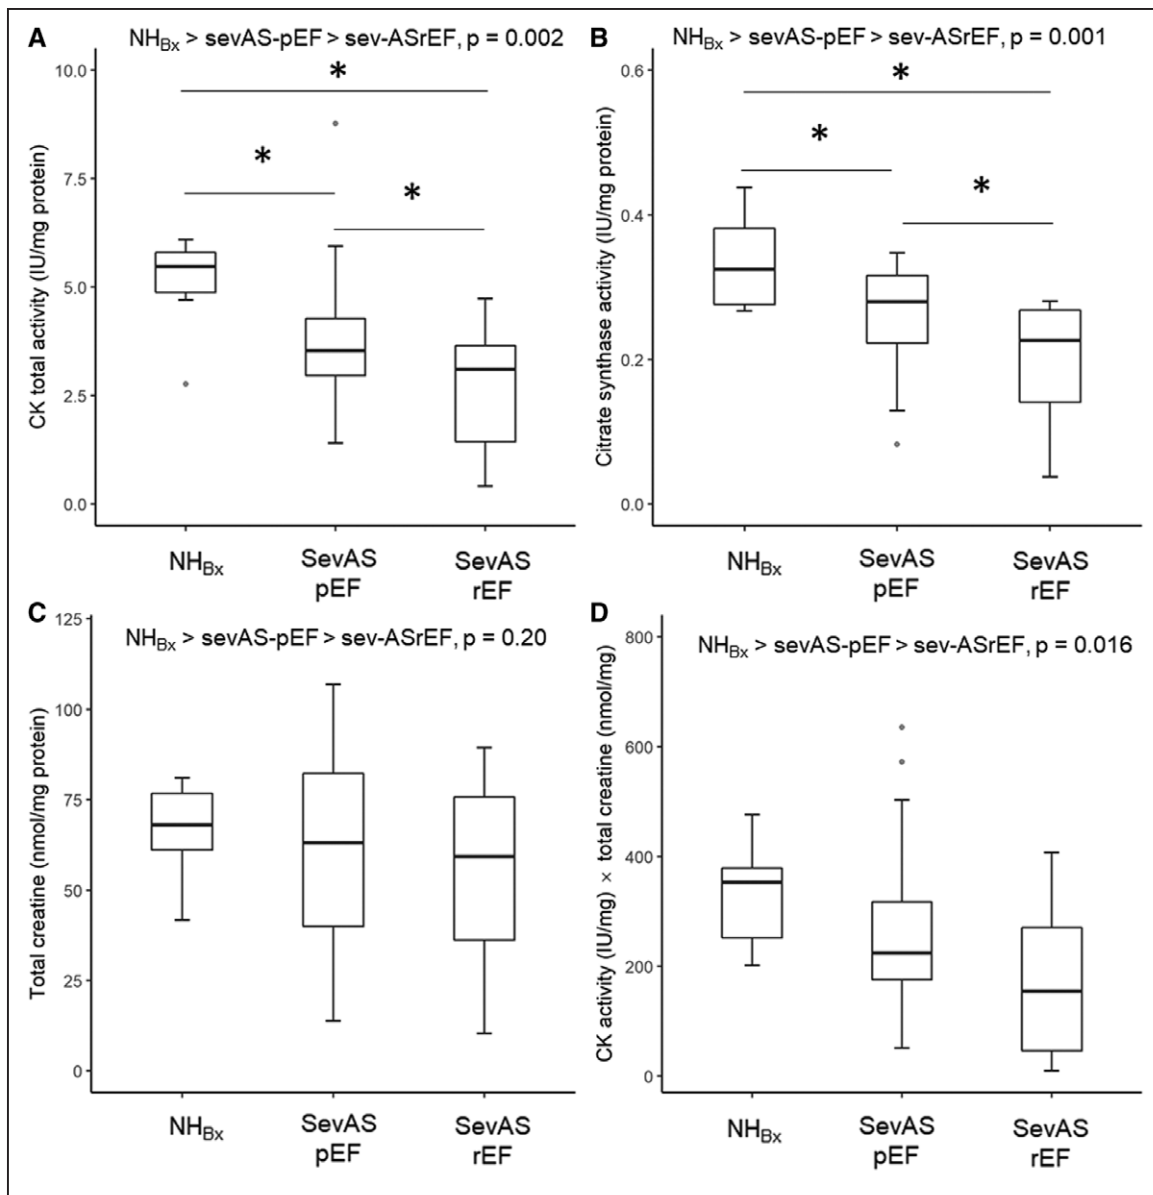 A
NH_Bx > sevAS-pEF > sev-ASrEF, p = 0.002
CK total activity (IU/mg protein)
10.0
7.5
5.0
2.5
0.0
*
*
*
NH_Bx
SevAS
pEF
SevAS
rEF
B
NH_Bx > sevAS-pEF > sev-ASrEF, p = 0.001
Citrate synthase activity (IU/mg protein)
0.6
0.4
0.2
0.0
*
*
*
NH_Bx
SevAS
pEF
SevAS
rEF
C
NH_Bx > sevAS-pEF > sev-ASrEF, p = 0.20
Total creatine (nmol/mg protein)
125
100
75
50
25
0
NH_Bx
SevAS
pEF
SevAS
rEF
D
NH_Bx > sevAS-pEF > sev-ASrEF, p = 0.016
CK activity (IU/mg) × total creatine (nmol/mg)
800
600
400
200
0
NH_Bx
SevAS
pEF
SevAS
rEF